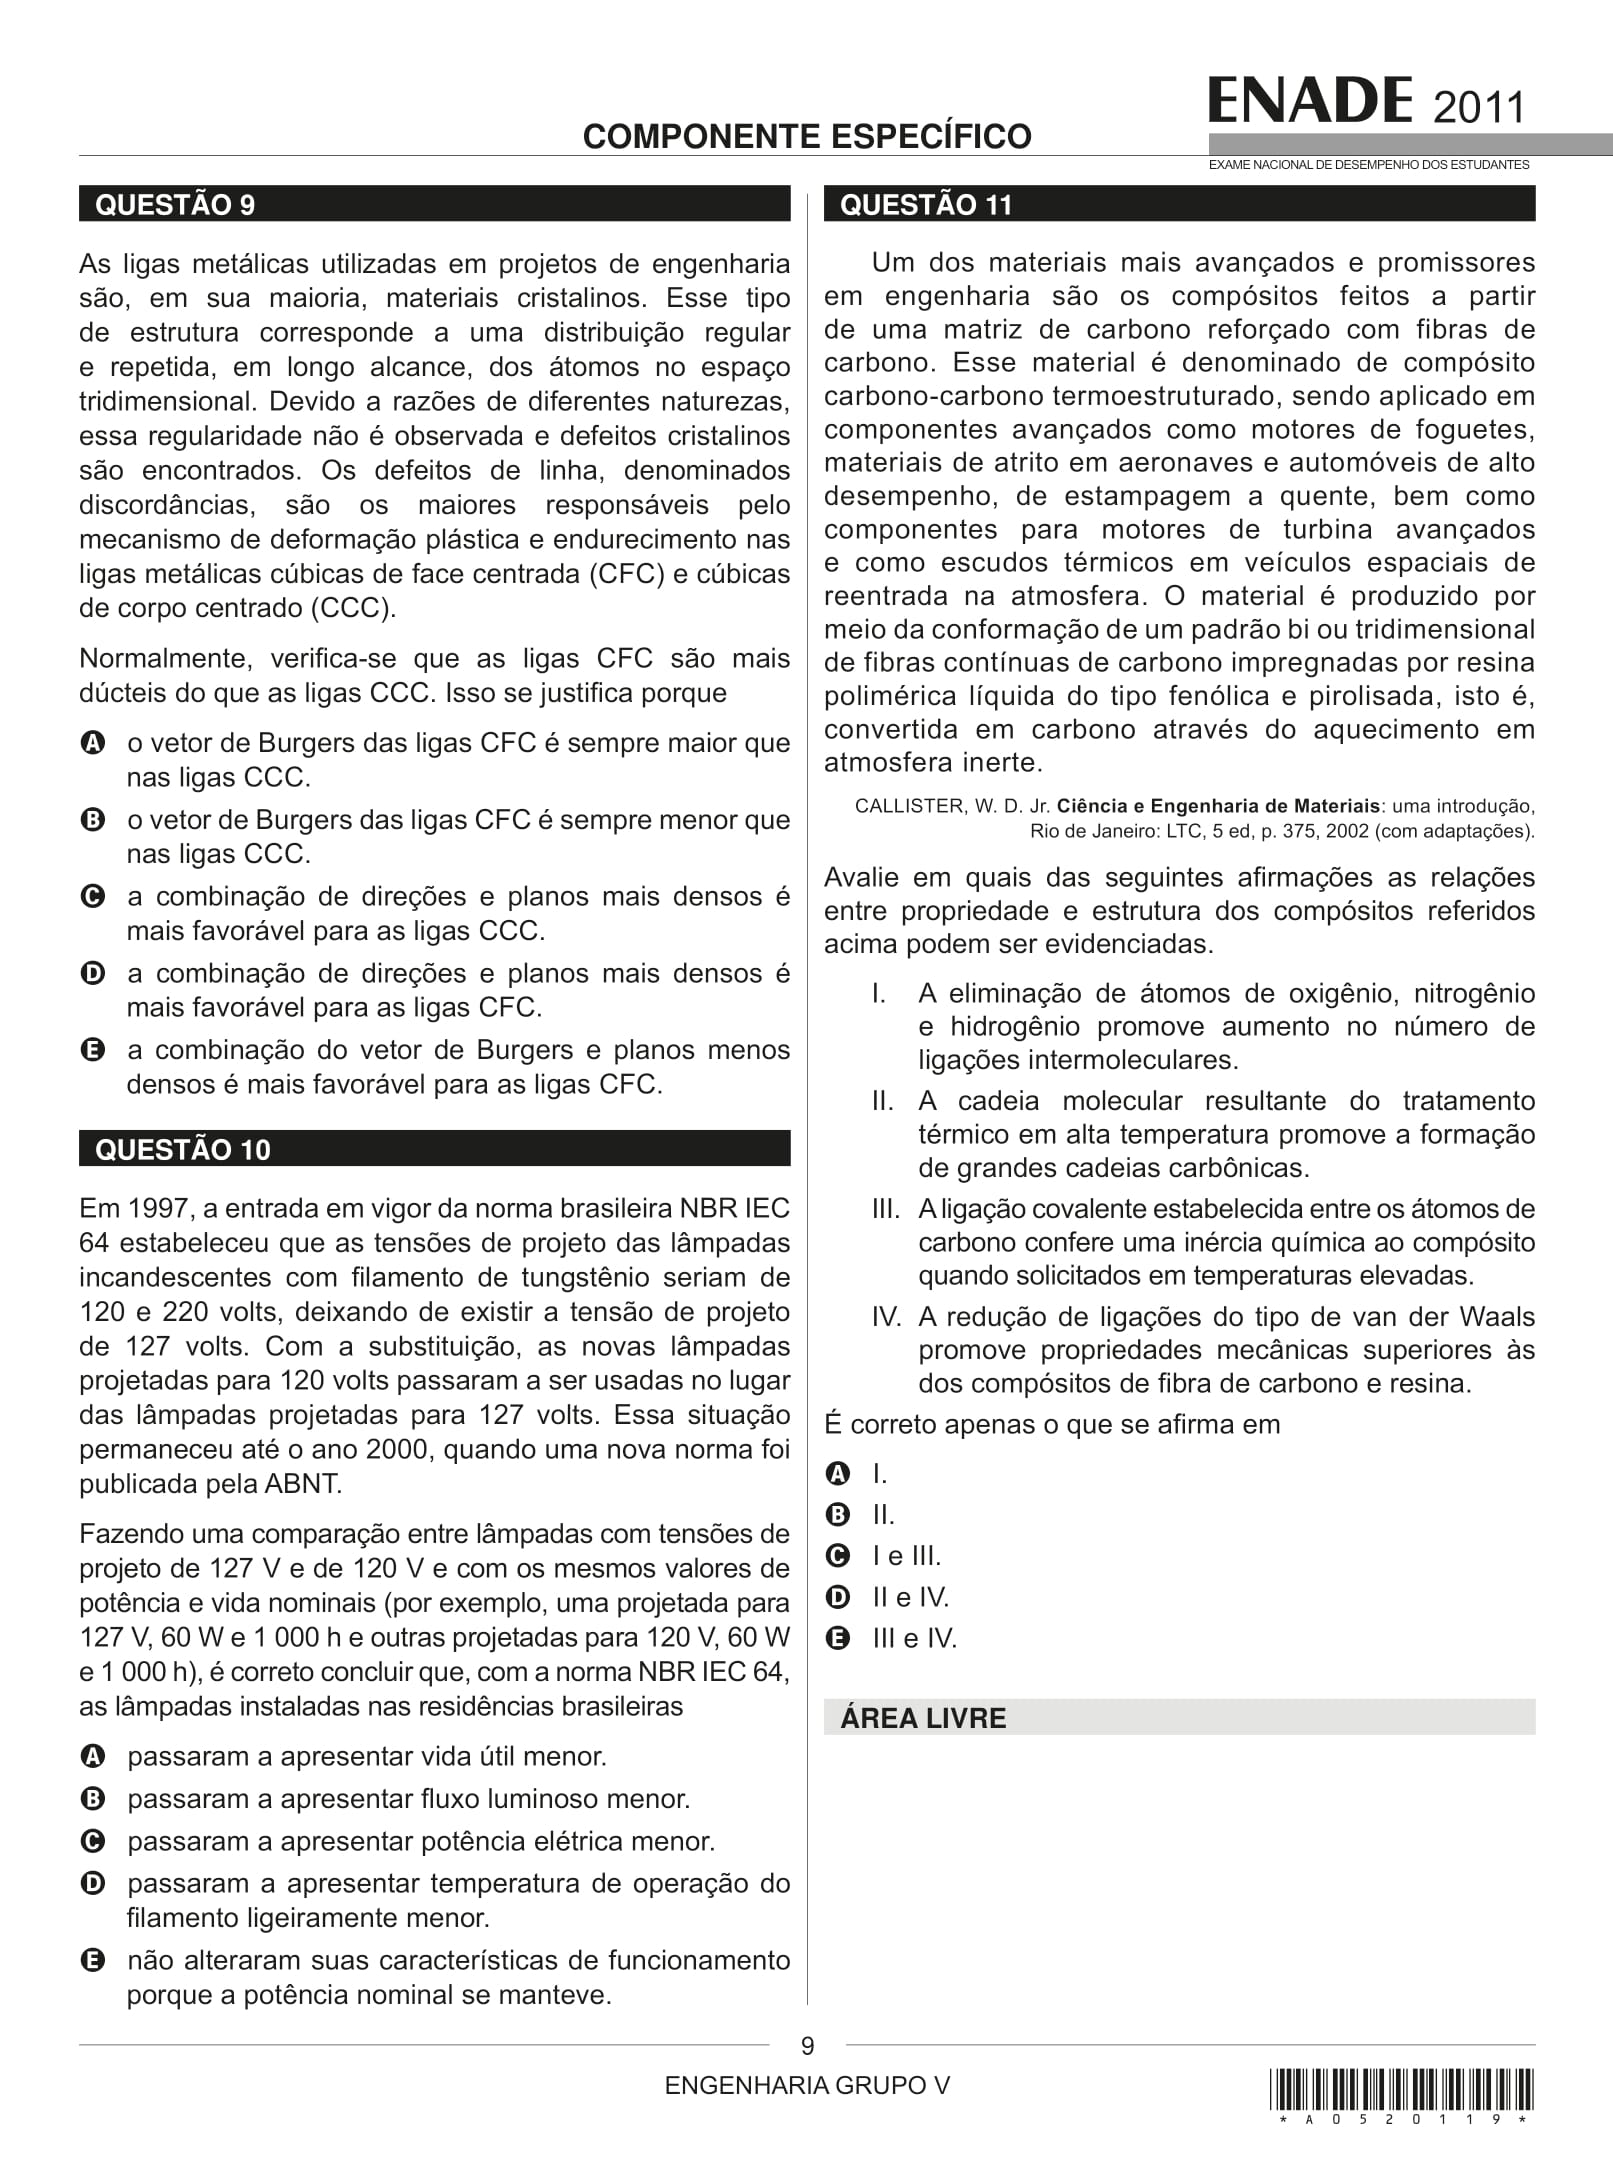 ENADE 2011
COMPONENTE ESPECÍFICO
EXAME NACIONAL DE DESEMPENHO DOS ESTUDANTES
QUESTÃO 9
As ligas metálicas utilizadas em projetos de engenharia
são, em sua maioria, materiais cristalinos. Esse tipo
de estrutura corresponde a uma distribuição regular
e repetida, em longo alcance, dos átomos no espaço
tridimensional. Devido a razões de diferentes naturezas,
essa regularidade não é observada e defeitos cristalinos
são encontrados. Os defeitos de linha, denominados
discordâncias, são os maiores responsáveis pelo
mecanismo de deformação plástica e endurecimento nas
ligas metálicas cúbicas de face centrada (CFC) e cúbicas
de corpo centrado (CCC).
Normalmente, verifica-se que as ligas CFC são mais
dúcteis do que as ligas CCC. Isso se justifica porque
A o vetor de Burgers das ligas CFC é sempre maior que
nas ligas CCC.
B o vetor de Burgers das ligas CFC é sempre menor que
nas ligas CCC.
C a combinação de direções e planos mais densos é
mais favorável para as ligas CCC.
D a combinação de direções e planos mais densos é
mais favorável para as ligas CFC.
E a combinação do vetor de Burgers e planos menos
densos é mais favorável para as ligas CFC.
QUESTÃO 10
Em 1997, a entrada em vigor da norma brasileira NBR IEC
64 estabeleceu que as tensões de projeto das lâmpadas
incandescentes com filamento de tungstênio seriam de
120 e 220 volts, deixando de existir a tensão de projeto
de 127 volts. Com a substituição, as novas lâmpadas
projetadas para 120 volts passaram a ser usadas no lugar
das lâmpadas projetadas para 127 volts. Essa situação
permaneceu até o ano 2000, quando uma nova norma foi
publicada pela ABNT.
Fazendo uma comparação entre lâmpadas com tensões de
projeto de 127 V e de 120 V e com os mesmos valores de
potência e vida nominais (por exemplo, uma projetada para
127 V, 60 W e 1 000 h e outras projetadas para 120 V, 60 W
e 1 000 h), é correto concluir que, com a norma NBR IEC 64,
as lâmpadas instaladas nas residências brasileiras
A passaram a apresentar vida útil menor.
B passaram a apresentar fluxo luminoso menor.
C passaram a apresentar potência elétrica menor.
D passaram a apresentar temperatura de operação do
filamento ligeiramente menor.
E não alteraram suas características de funcionamento
porque a potência nominal se manteve.
QUESTÃO 11
Um dos materiais mais avançados e promissores
em engenharia são os compósitos feitos a partir
de uma matriz de carbono reforçado com fibras de
carbono. Esse material é denominado de compósito
carbono-carbono termoestruturado, sendo aplicado em
componentes avançados como motores de foguetes,
materiais de atrito em aeronaves e automóveis de alto
desempenho, de estampagem a quente, bem como
componentes para motores de turbina avançados
e como escudos térmicos em veículos espaciais de
reentrada na atmosfera. O material é produzido por
meio da conformação de um padrão bi ou tridimensional
de fibras contínuas de carbono impregnadas por resina
polimérica líquida do tipo fenólica e pirolisada, isto é,
convertida em carbono através do aquecimento em
atmosfera inerte.
CALLISTER, W. D. Jr. Ciência e Engenharia de Materiais: uma introdução,
Rio de Janeiro: LTC, 5 ed, p. 375, 2002 (com adaptações).
Avalie em quais das seguintes afirmações as relações
entre propriedade e estrutura dos compósitos referidos
acima podem ser evidenciadas.
I. A eliminação de átomos de oxigênio, nitrogênio
e hidrogênio promove aumento no número de
ligações intermoleculares.
II. A cadeia molecular resultante do tratamento
térmico em alta temperatura promove a formação
de grandes cadeias carbônicas.
III. A ligação covalente estabelecida entre os átomos de
carbono confere uma inércia química ao compósito
quando solicitados em temperaturas elevadas.
IV. A redução de ligações do tipo de van der Waals
promove propriedades mecânicas superiores às
dos compósitos de fibra de carbono e resina.
É correto apenas o que se afirma em
A I.
B II.
C I e III.
D II e IV.
E III e IV.
ÁREA LIVRE
9
ENGENHARIA GRUPO V
* A 0 5 2 0 1 1 9 *